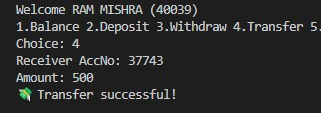 Welcome RAM MISHRA (40039)
1.Balance 2.Deposit 3.Withdraw 4.Transfer 5.
Choice: 4
Receiver AccNo: 37743
Amount: 500
💸 Transfer successful!